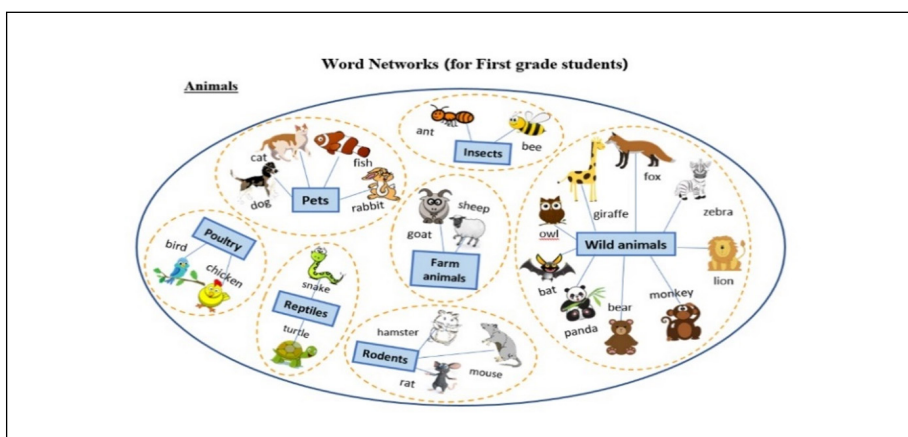 Word Networks (for First grade students)
Animals
ant
bee
Insects
cat
fish
dog
rabbit
Pets
fox
giraffe
zebra
owl
Wild animals
lion
bat
panda
bear
monkey
sheep
goat
Farm animals
Poultry
bird
chicken
snake
Reptiles
turtle
hamster
Rodents
mouse
rat